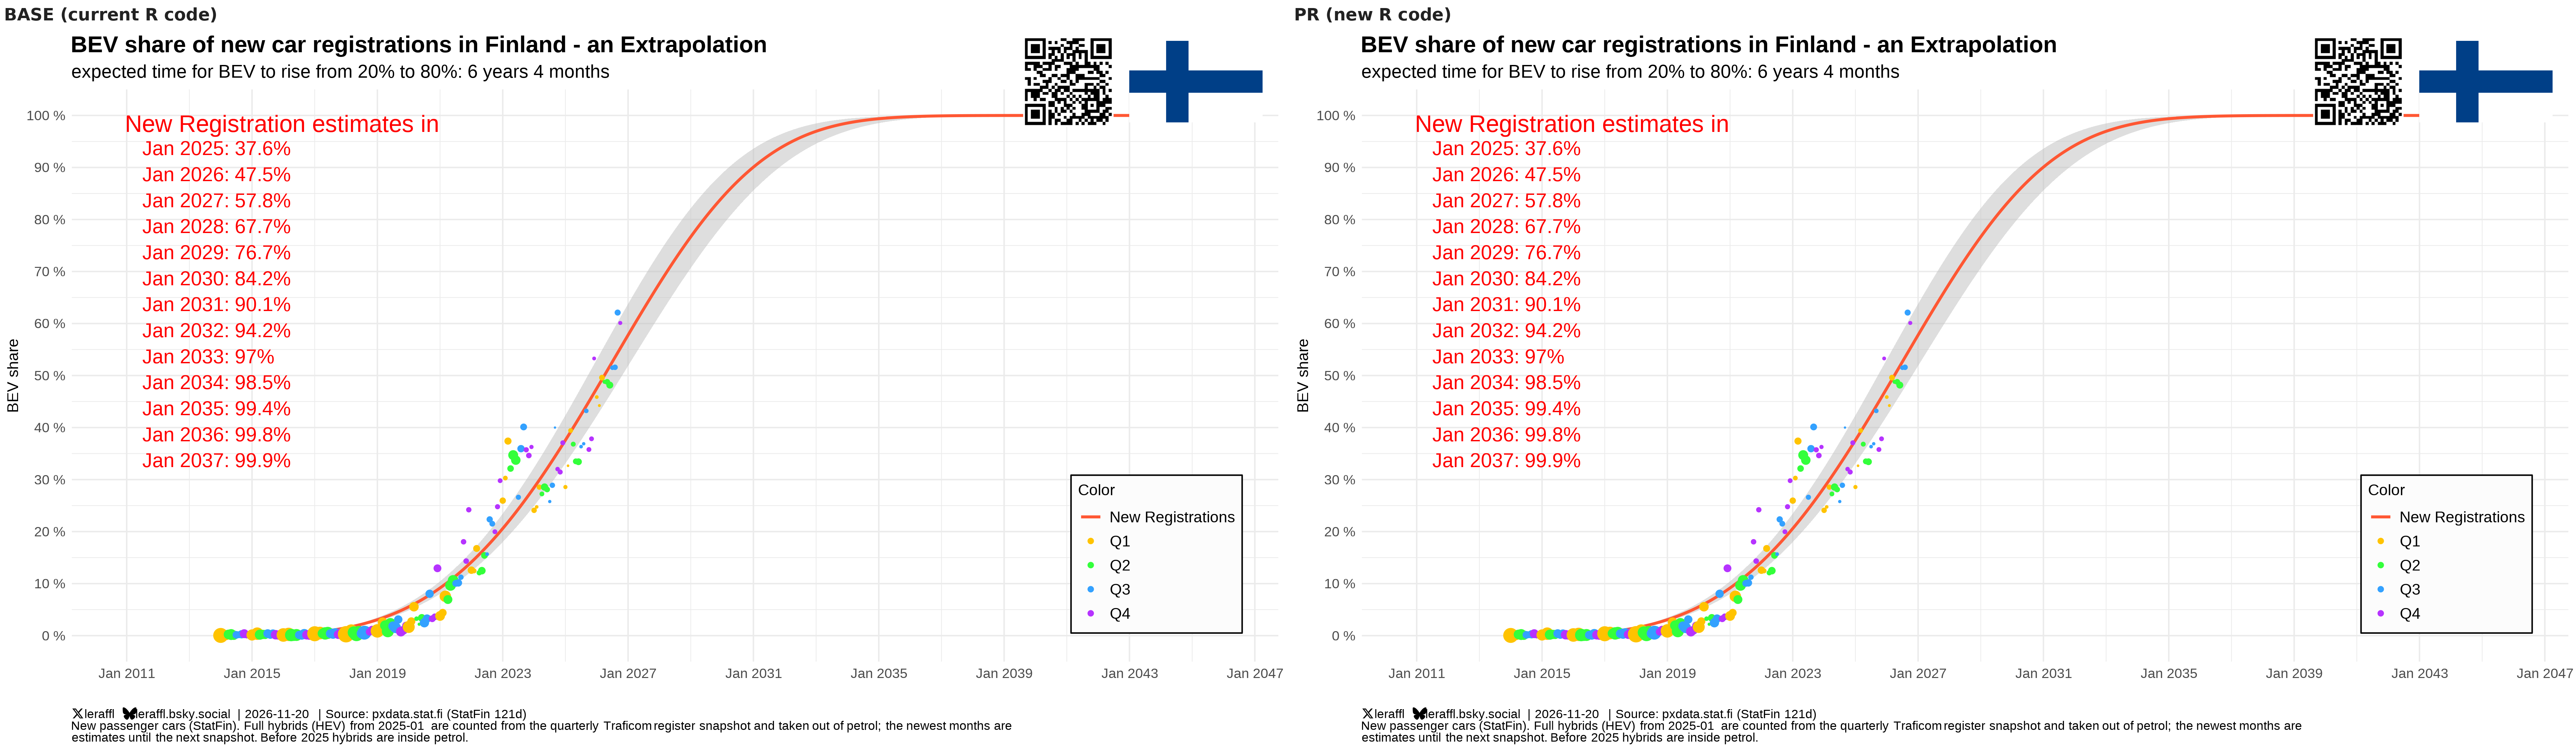 BASE (current R code)
BEV share of new car registrations in Finland - an Extrapolation
expected time for BEV to rise from 20% to 80%: 6 years 4 months
New Registration estimates in
Jan 2025: 37.6%
Jan 2026: 47.5%
Jan 2027: 57.8%
Jan 2028: 67.7%
Jan 2029: 76.7%
Jan 2030: 84.2%
Jan 2031: 90.1%
Jan 2032: 94.2%
Jan 2033: 97%
Jan 2034: 98.5%
Jan 2035: 99.4%
Jan 2036: 99.8%
Jan 2037: 99.9%
BEV share
100 %
90 %
80 %
70 %
60 %
50 %
40 %
30 %
20 %
10 %
0 %
Jan 2011 Jan 2015 Jan 2019 Jan 2023 Jan 2027 Jan 2031 Jan 2035 Jan 2039 Jan 2043 Jan 2047
Color
New Registrations
Q1
Q2
Q3
Q4
leraffl leraffl.bsky.social | 2026-11-20 | Source: pxdata.stat.fi (StatFin 121d)
New passenger cars (StatFin). Full hybrids (HEV) from 2025-01 are counted from the quarterly Traficom register snapshot and taken out of petrol; the newest months are
estimates until the next snapshot. Before 2025 hybrids are inside petrol.
PR (new R code)
BEV share of new car registrations in Finland - an Extrapolation
expected time for BEV to rise from 20% to 80%: 6 years 4 months
New Registration estimates in
Jan 2025: 37.6%
Jan 2026: 47.5%
Jan 2027: 57.8%
Jan 2028: 67.7%
Jan 2029: 76.7%
Jan 2030: 84.2%
Jan 2031: 90.1%
Jan 2032: 94.2%
Jan 2033: 97%
Jan 2034: 98.5%
Jan 2035: 99.4%
Jan 2036: 99.8%
Jan 2037: 99.9%
BEV share
100 %
90 %
80 %
70 %
60 %
50 %
40 %
30 %
20 %
10 %
0 %
Jan 2011 Jan 2015 Jan 2019 Jan 2023 Jan 2027 Jan 2031 Jan 2035 Jan 2039 Jan 2043 Jan 2047
Color
New Registrations
Q1
Q2
Q3
Q4
leraffl leraffl.bsky.social | 2026-11-20 | Source: pxdata.stat.fi (StatFin 121d)
New passenger cars (StatFin). Full hybrids (HEV) from 2025-01 are counted from the quarterly Traficom register snapshot and taken out of petrol; the newest months are
estimates until the next snapshot. Before 2025 hybrids are inside petrol.